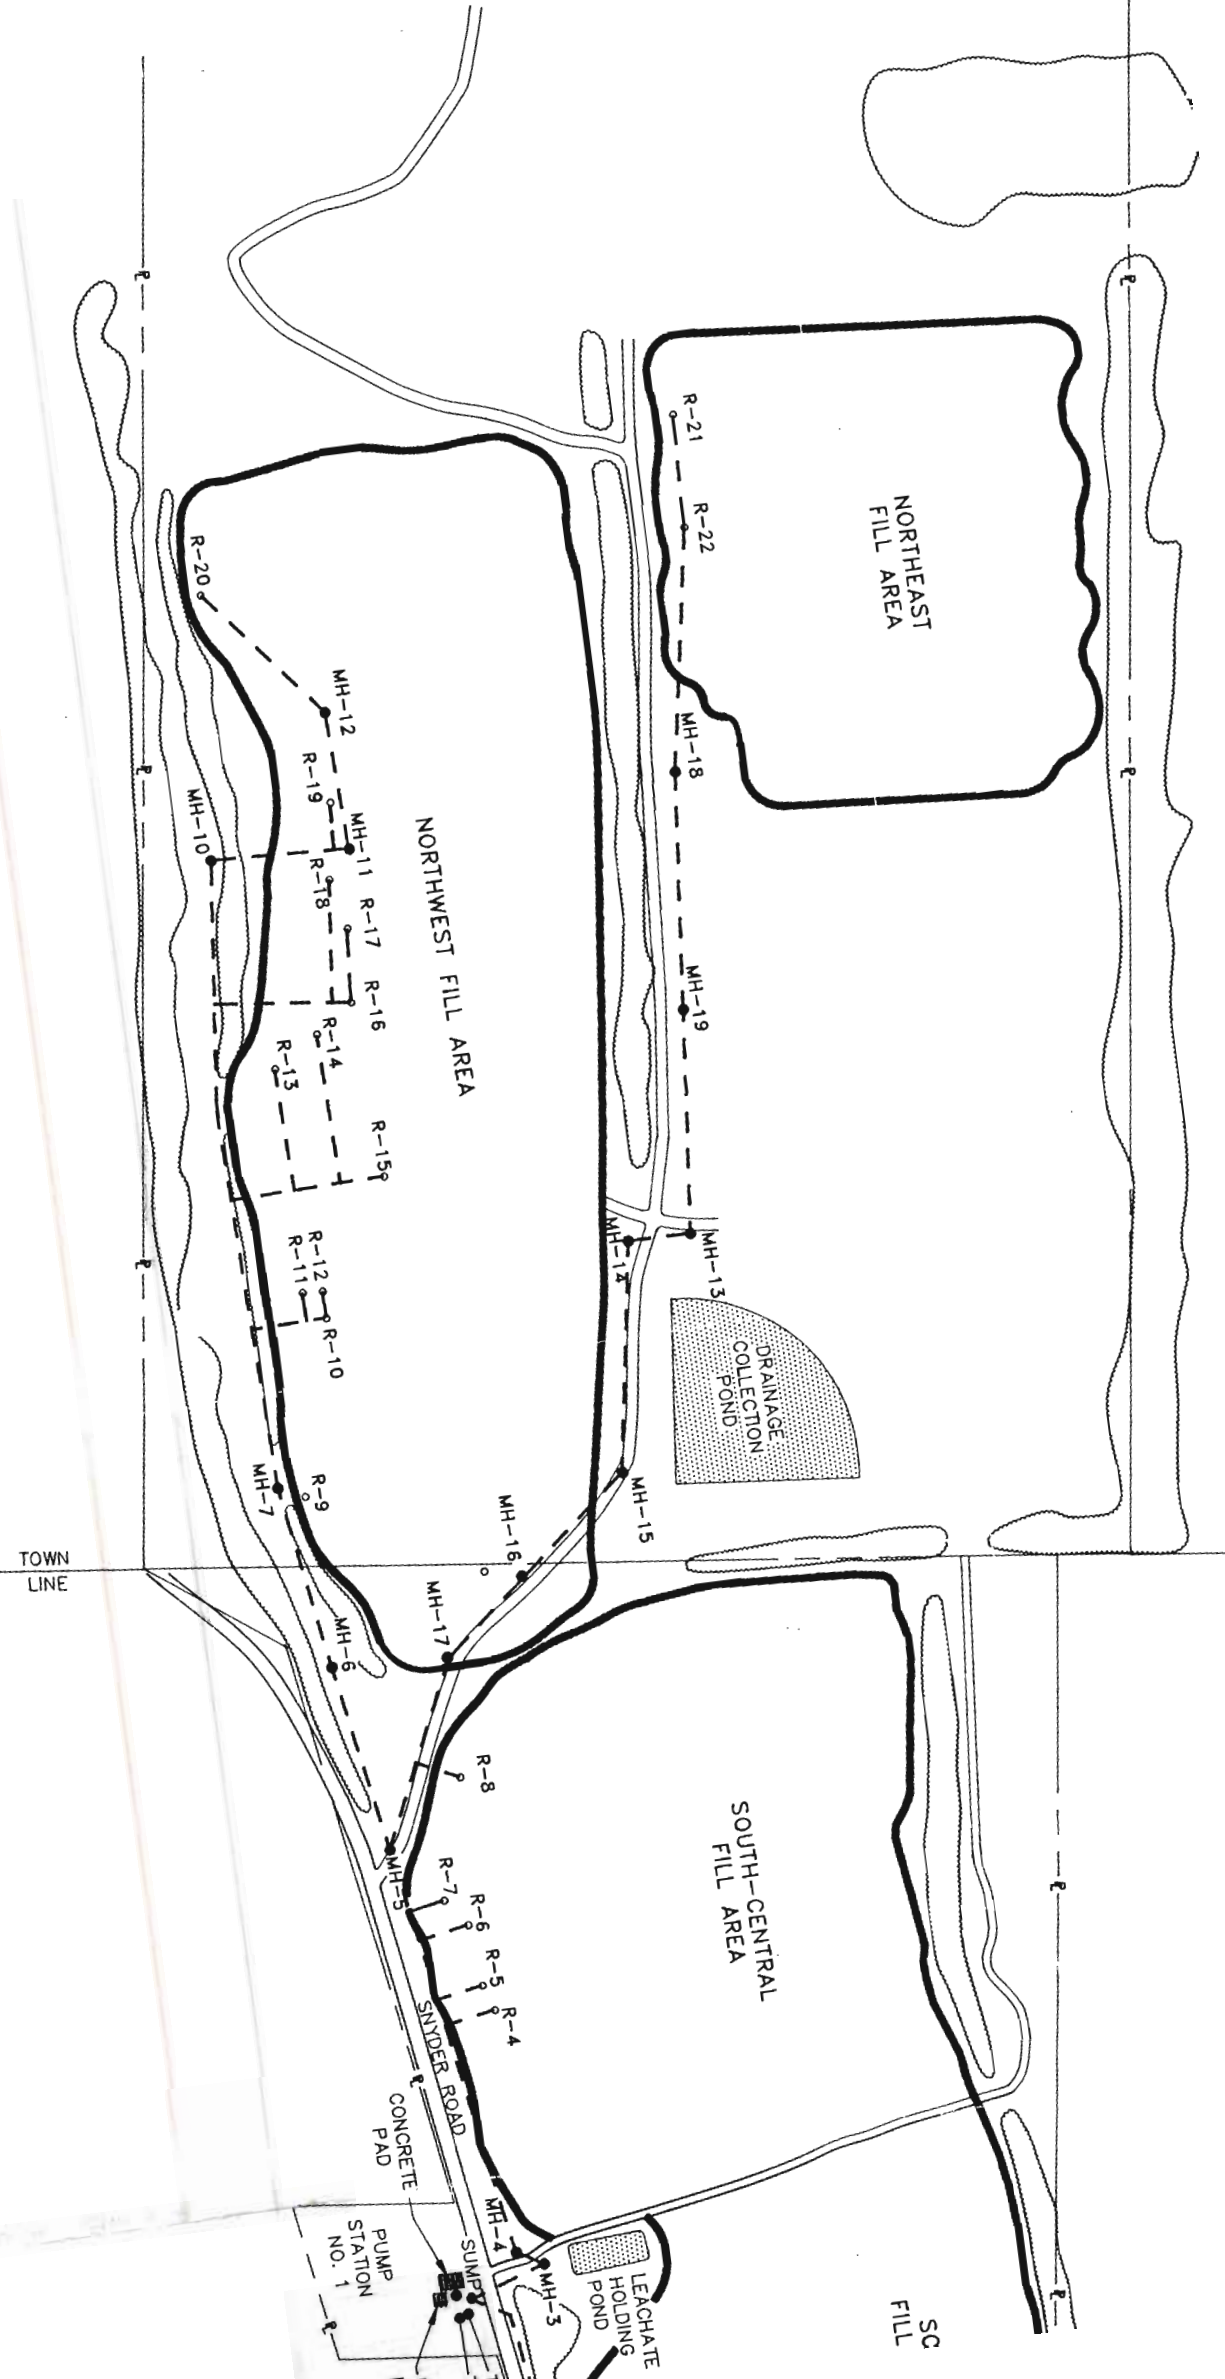 R-21
R-22
NORTHEAST
FILL AREA
R-20
MH-12
MH-18
R-19
MH-10
MH-11
R-18
R-17
NORTHWEST FILL AREA
MH-19
R-16
R-14
R-13
R-15
MH-14
MH-13
R-12
R-11
R-10
DRAINAGE
COLLECTION
POND
MH-7
R-9
MH-15
MH-16
TOWN
LINE
MH-17
MH-6
R-8
SOUTH-CENTRAL
FILL AREA
MH-5
R-7
R-6
R-5
R-4
SNYDER ROAD
CONCRETE
PAD
MH-4
PUMP
STATION
NO. 1
SUMP
MH-3
LEACHATE
HOLDING
POND
SC
FILL